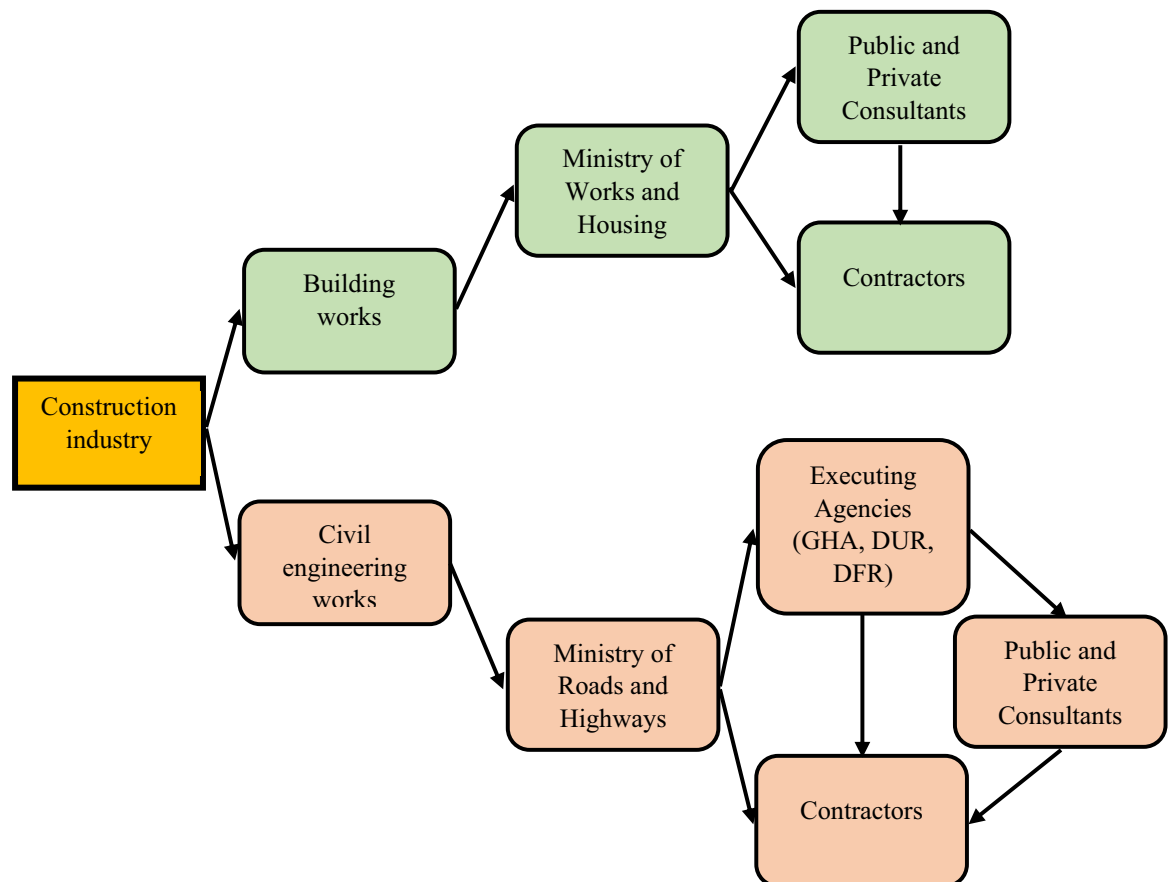 Public and
Private
Consultants
Ministry of
Works and
Housing
Contractors
Building
works
Construction
industry
Executing
Agencies
(GHA, DUR,
DFR)
Civil
engineering
works
Ministry of
Roads and
Highways
Public and
Private
Consultants
Contractors